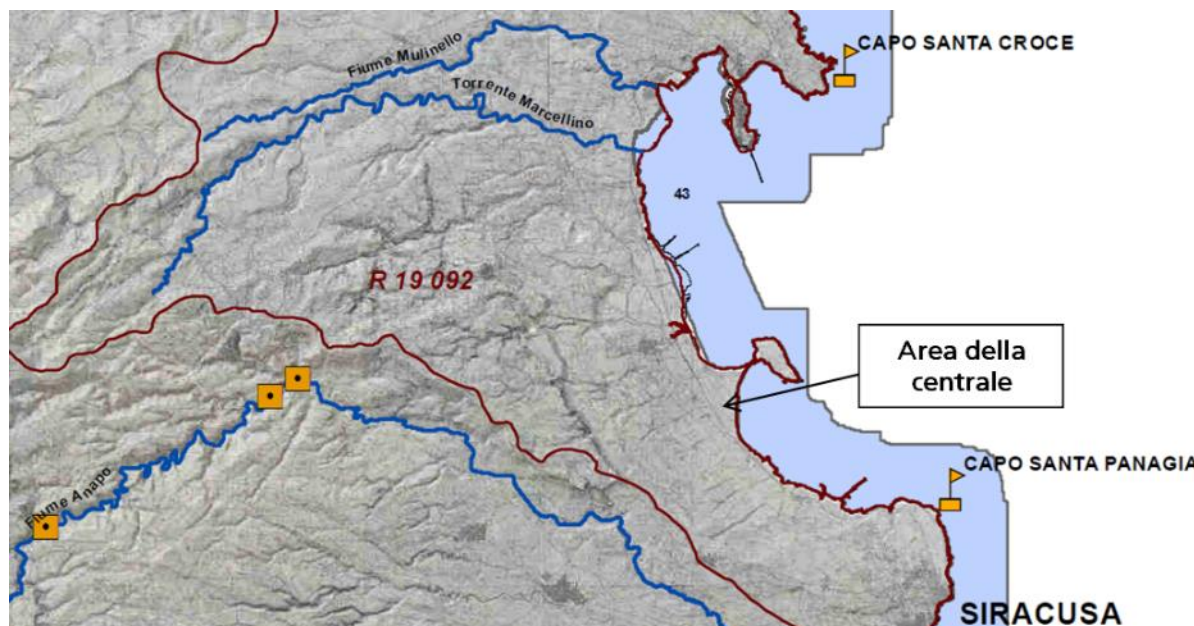 CAPO SANTA CROCE
Fiume Mulinello
Torrente Marcellino
43
R 19 092
Area della
centrale
CAPO SANTA PANAGIA
Fiume Anapo
SIRACUSA